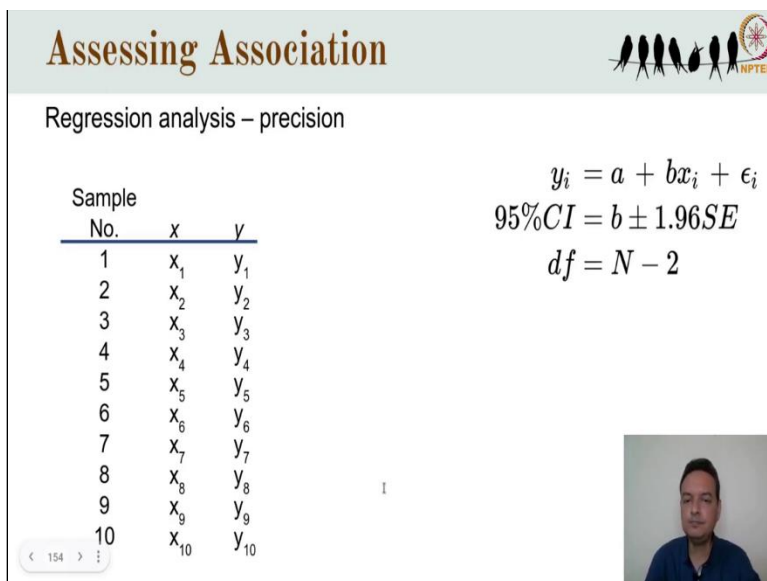 Assessing Association
NPTE
Regression analysis – precision
Sample
No. x y
1 x₁ y₁
2 x₂ y₂
3 x₃ y₃
4 x₄ y₄
5 x₅ y₅
6 x₆ y₆
7 x₇ y₇
8 x₈ y₈
9 x₉ y₉
10 x₁₀ y₁₀
yᵢ = a + bxᵢ + ϵᵢ
95%CI = b ± 1.96SE
df = N − 2
< 154 > ⋮